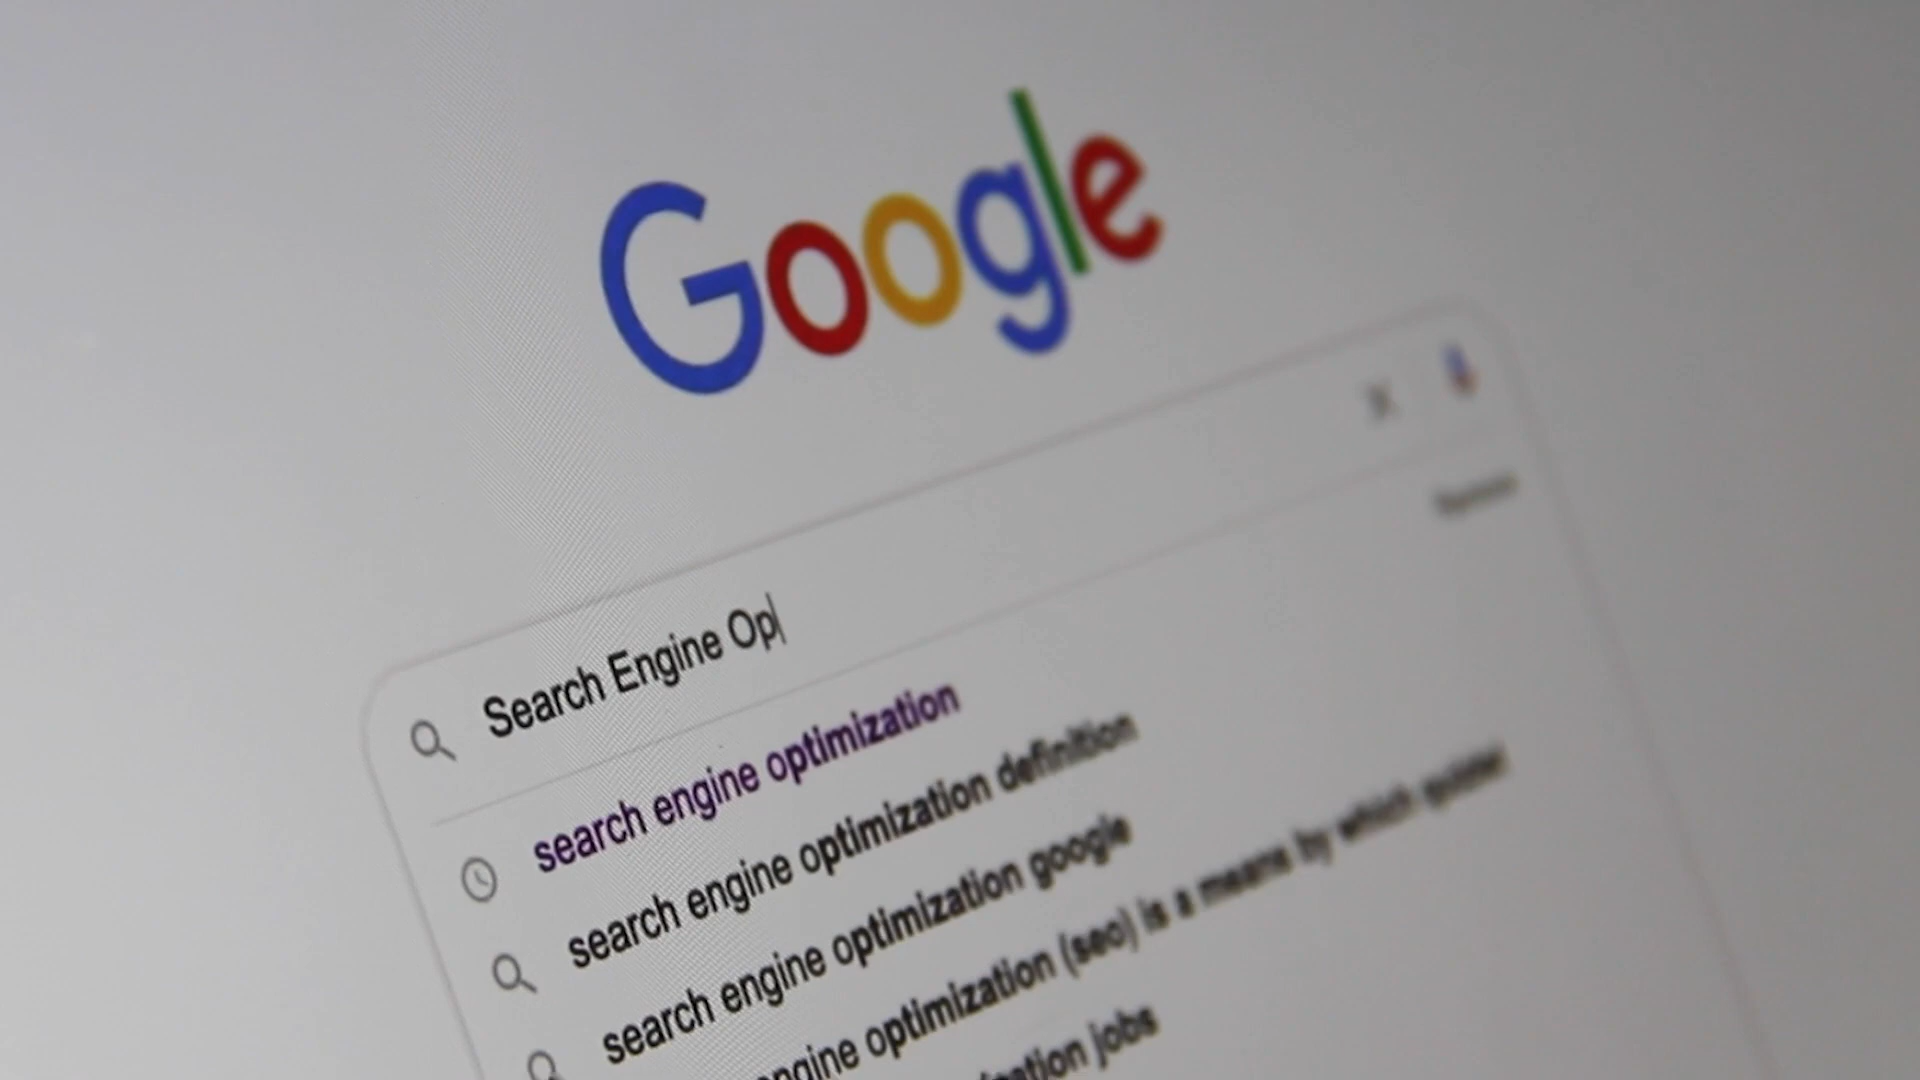 Google
Search Engine Op
search engine optimization
search engine optimization definition
search engine optimization google
engine optimization (seo) is a means by which
jobs